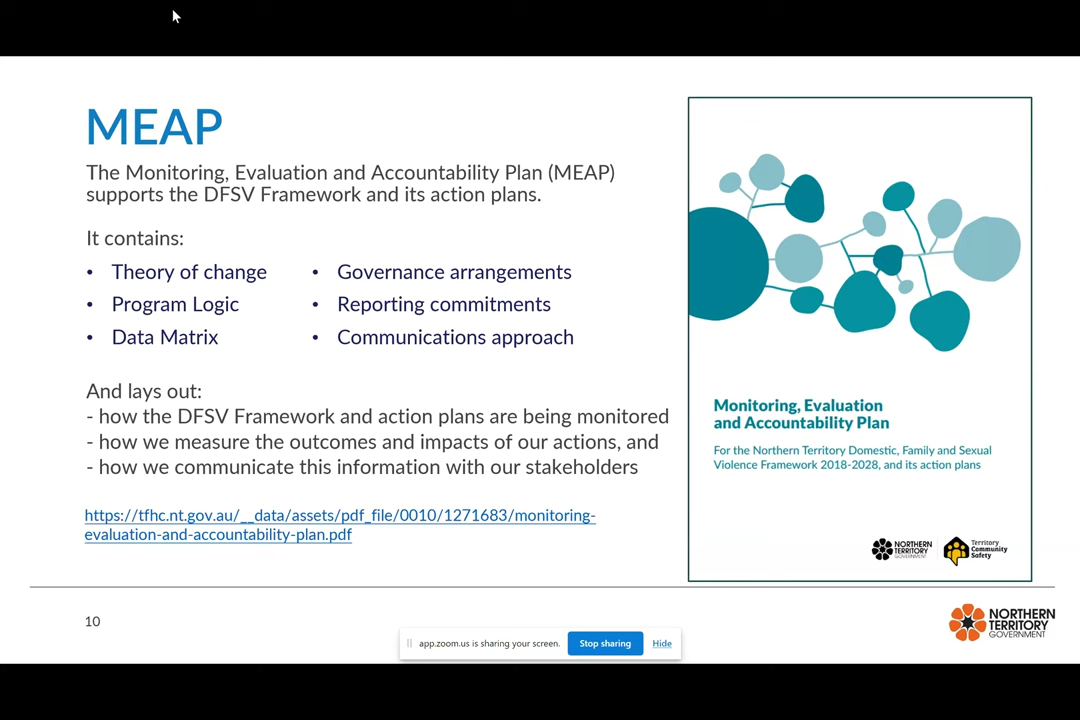 MEAP
The Monitoring, Evaluation and Accountability Plan (MEAP)
supports the DFSV Framework and its action plans.
It contains:
• Theory of change
• Program Logic
• Data Matrix
• Governance arrangements
• Reporting commitments
• Communications approach
And lays out:
- how the DFSV Framework and action plans are being monitored
- how we measure the outcomes and impacts of our actions, and
- how we communicate this information with our stakeholders
https://tfhc.nt.gov.au/__data/assets/pdf_file/0010/1271683/monitoring-
evaluation-and-accountability-plan.pdf
Monitoring, Evaluation
and Accountability Plan
For the Northern Territory Domestic, Family and Sexual
Violence Framework 2018-2028, and its action plans
NORTHERN
TERRITORY
GOVERNMENT
Territory
Community
Safety
10
app.zoom.us is sharing your screen.
Stop sharing
Hide
NORTHERN
TERRITORY
GOVERNMENT